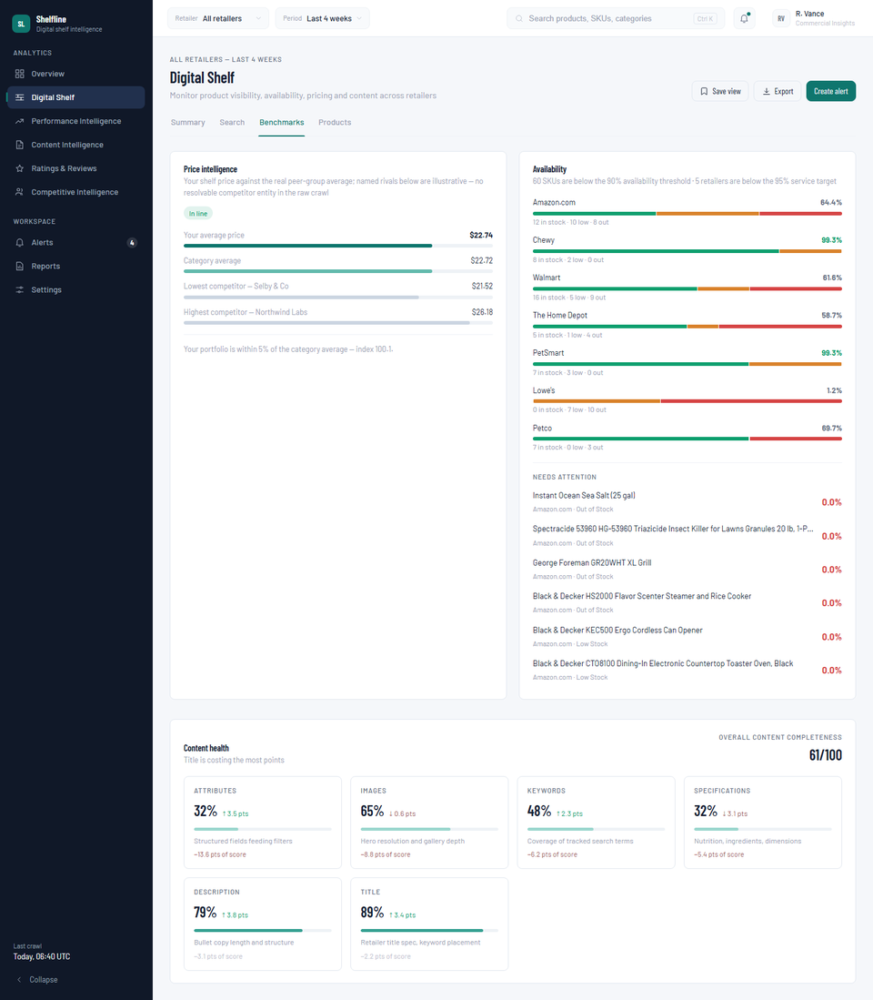 SL
Shelfline
Digital shelf intelligence
ANALYTICS
Overview
Digital Shelf
Performance Intelligence
Content Intelligence
Ratings & Reviews
Competitive Intelligence
WORKSPACE
Alerts
4
Reports
Settings
Last crawl
Today, 06:40 UTC
Collapse
Retailer All retailers
Period Last 4 weeks
Search products, SKUs, categories
Ctrl K
RV
R. Vance
Commercial Insights
ALL RETAILERS — LAST 4 WEEKS
Digital Shelf
Monitor product visibility, availability, pricing and content across retailers
Save view
Export
Create alert
Summary
Search
Benchmarks
Products
Price intelligence
Your shelf price against the real peer-group average; named rivals below are illustrative — no
resolvable competitor entity in the raw crawl
In line
Your average price $22.74
Category average $22.72
Lowest competitor — Selby & Co $21.52
Highest competitor — Northwind Labs $26.18
Your portfolio is within 5% of the category average — index 100.1.
Availability
60 SKUs are below the 90% availability threshold · 5 retailers are below the 95% service target
Amazon.com 64.4%
12 in stock · 10 low · 8 out
Chewy 99.3%
8 in stock · 2 low · 0 out
Walmart 61.6%
16 in stock · 5 low · 9 out
The Home Depot 58.7%
5 in stock · 1 low · 4 out
PetSmart 99.3%
7 in stock · 3 low · 0 out
Lowe's 1.2%
0 in stock · 7 low · 10 out
Petco 69.7%
7 in stock · 0 low · 3 out
NEEDS ATTENTION
Instant Ocean Sea Salt (25 gal)
Amazon.com · Out of Stock
0.0%
Spectracide 53960 HG-53960 Triazicide Insect Killer for Lawns Granules 20 lb, 1-P...
Amazon.com · Out of Stock
0.0%
George Foreman GR20WHT XL Grill
Amazon.com · Out of Stock
0.0%
Black & Decker HS2000 Flavor Scenter Steamer and Rice Cooker
Amazon.com · Out of Stock
0.0%
Black & Decker KEC500 Ergo Cordless Can Opener
Amazon.com · Low Stock
0.0%
Black & Decker CTO8100 Dining-In Electronic Countertop Toaster Oven, Black
Amazon.com · Low Stock
0.0%
Content health
Title is costing the most points
OVERALL CONTENT COMPLETENESS
61/100
ATTRIBUTES
32% ↑3.5 pts
Structured fields feeding filters
−13.6 pts of score
IMAGES
65% ↓0.6 pts
Hero resolution and gallery depth
−8.8 pts of score
KEYWORDS
48% ↑2.3 pts
Coverage of tracked search terms
−6.2 pts of score
SPECIFICATIONS
32% ↓3.1 pts
Nutrition, ingredients, dimensions
−5.4 pts of score
DESCRIPTION
79% ↑3.8 pts
Bullet copy length and structure
−3.1 pts of score
TITLE
89% ↑3.4 pts
Retailer title spec, keyword placement
−2.2 pts of score